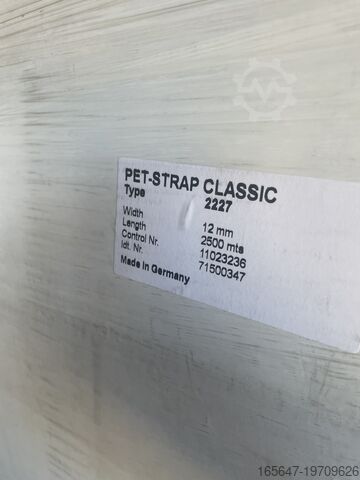 PET-STRAP CLASSIC
Type 2227
Width 12 mm
Length 2500 mts
Control Nr. 11023236
Idt. Nr. 71500347
Made in Germany
165647-19709626